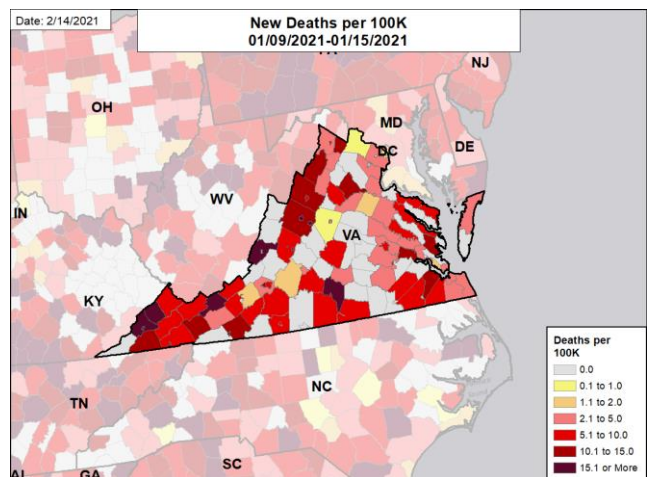 Date: 2/14/2021
New Deaths per 100K
01/09/2021-01/15/2021
NJ
OH
MD
DC
DE
WV
IN
VA
KY
NC
TN
SC
GA
Deaths per
100K
0.0
0.1 to 1.0
1.1 to 2.0
2.1 to 5.0
5.1 to 10.0
10.1 to 15.0
15.1 or More